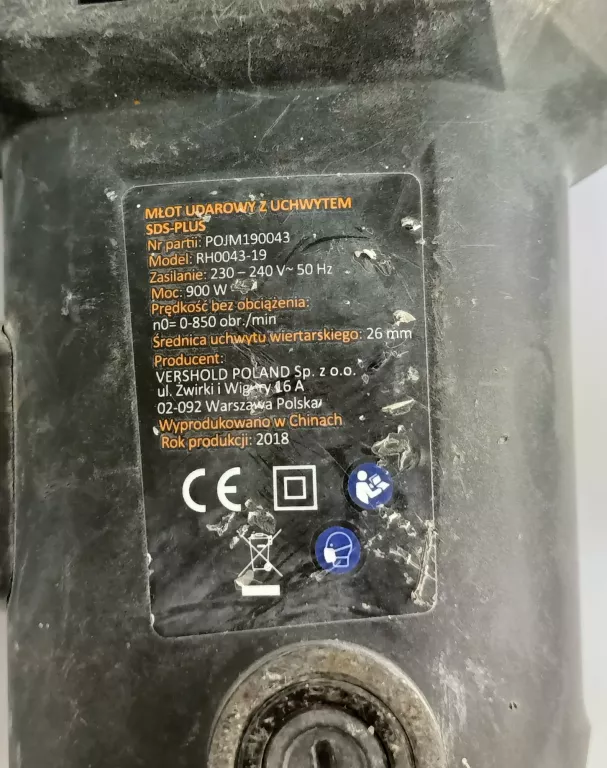 MŁOT UDAROWY Z UCHWYTEM
SDS-PLUS
Nr partii: POJM190043
Model: RH0043-19
Zasilanie: 230 – 240 V~ 50 Hz
Moc: 900 W
Prędkość bez obciążenia:
n0= 0-850 obr./min
Średnica uchwytu wiertarskiego: 26 mm
Producent:
VERSHOLD POLAND Sp. z o.o.
ul. Żwirki i Wigury 16 A
02-092 Warszawa Polska
Wyprodukowano w Chinach
Rok produkcji: 2018
CE